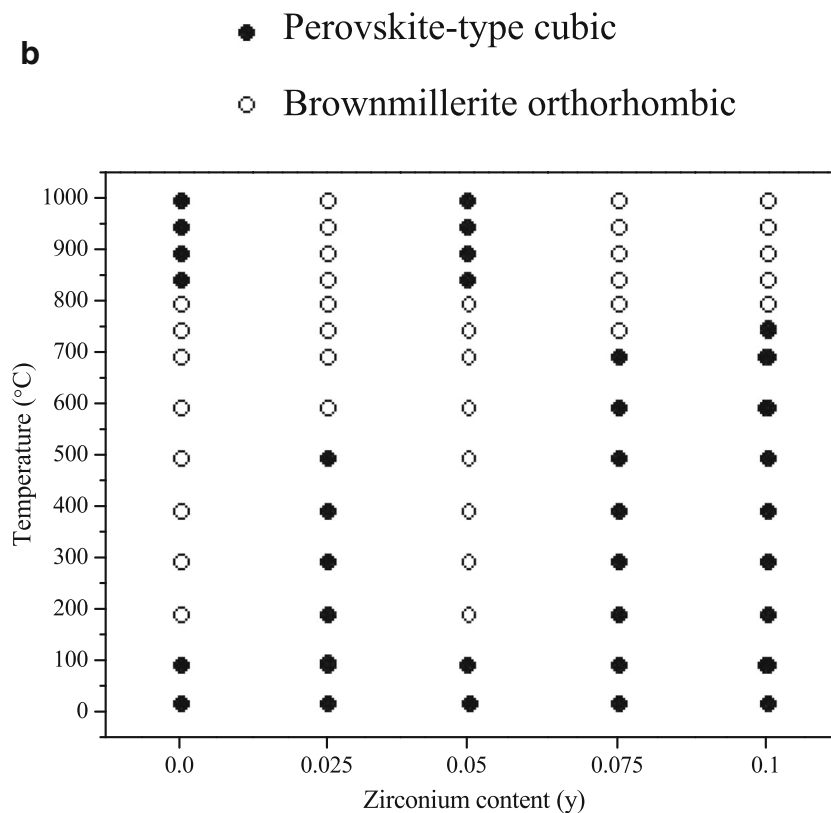 b
Perovskite-type cubic
Brownmillerite orthorhombic
1000
900
800
700
600
500
400
300
200
100
0
Temperature (°C)
0.0 0.025 0.05 0.075 0.1
Zirconium content (y)